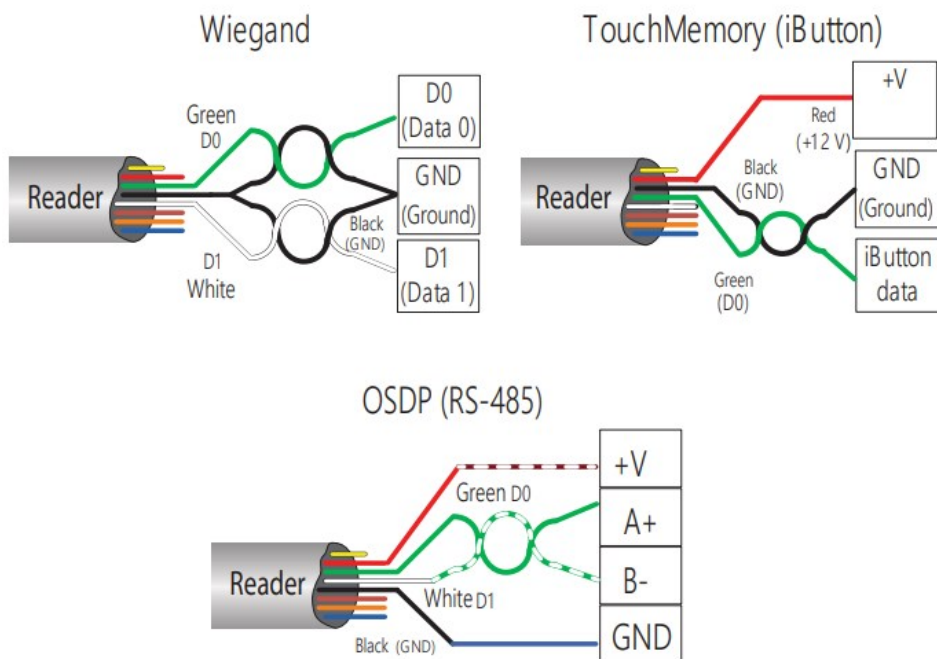 Wiegand
Green
D0
D0
(Data 0)
Reader
GND
(Ground)
Black
(GND)
D1
White
D1
(Data 1)
TouchMemory (iButton)
+V
Red
(+12 V)
Black
(GND)
Reader
GND
(Ground)
Green
(D0)
iButton
data
OSDP (RS-485)
+V
Green D0
A+
Reader
B-
White D1
Black (GND)
GND